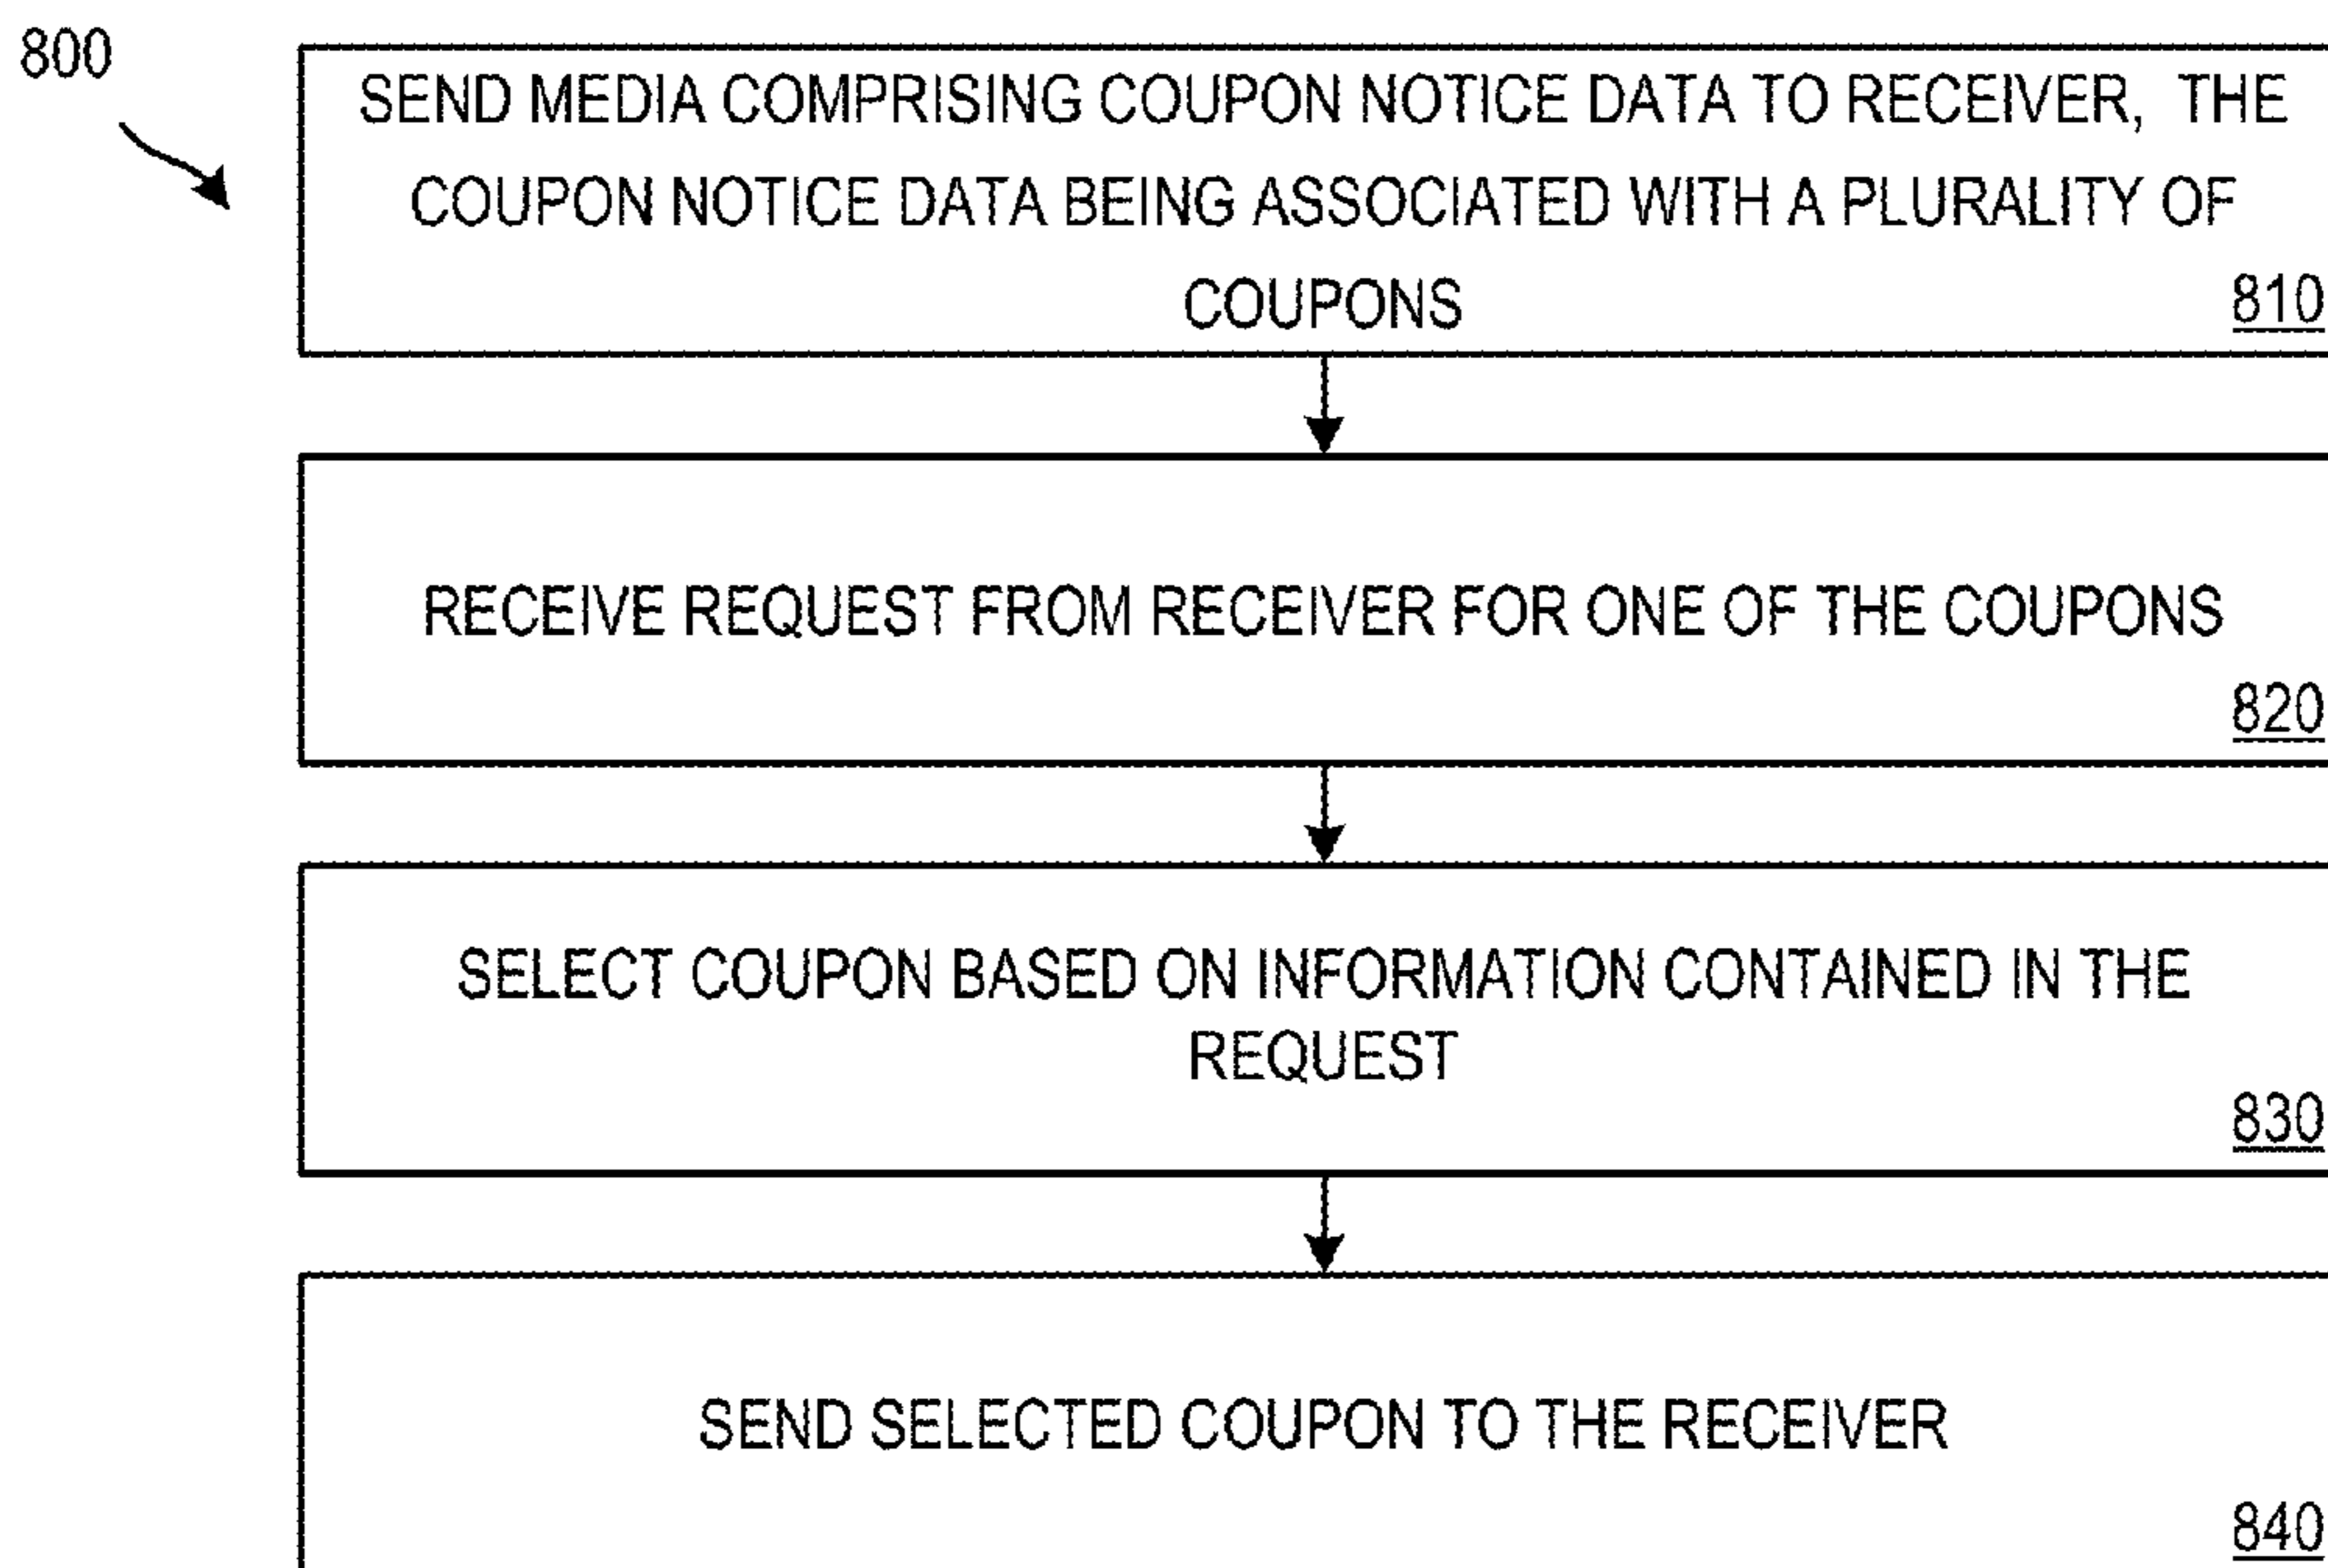 800
SEND MEDIA COMPRISING COUPON NOTICE DATA TO RECEIVER, THE
COUPON NOTICE DATA BEING ASSOCIATED WITH A PLURALITY OF
COUPONS
810
RECEIVE REQUEST FROM RECEIVER FOR ONE OF THE COUPONS
820
SELECT COUPON BASED ON INFORMATION CONTAINED IN THE
REQUEST
830
SEND SELECTED COUPON TO THE RECEIVER
840